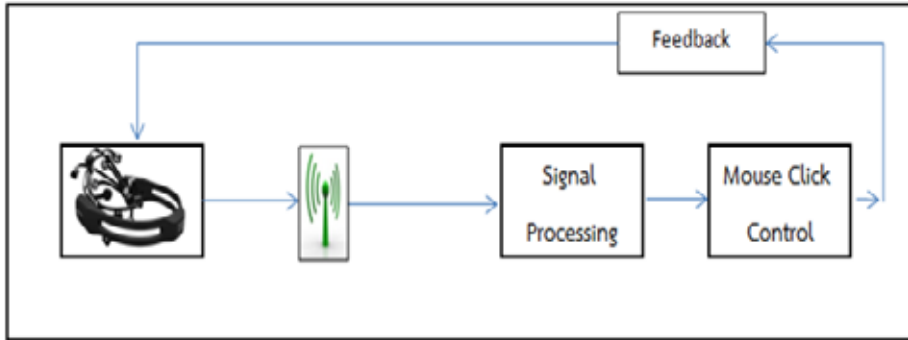 Feedback
Signal
Processing
Mouse Click
Control